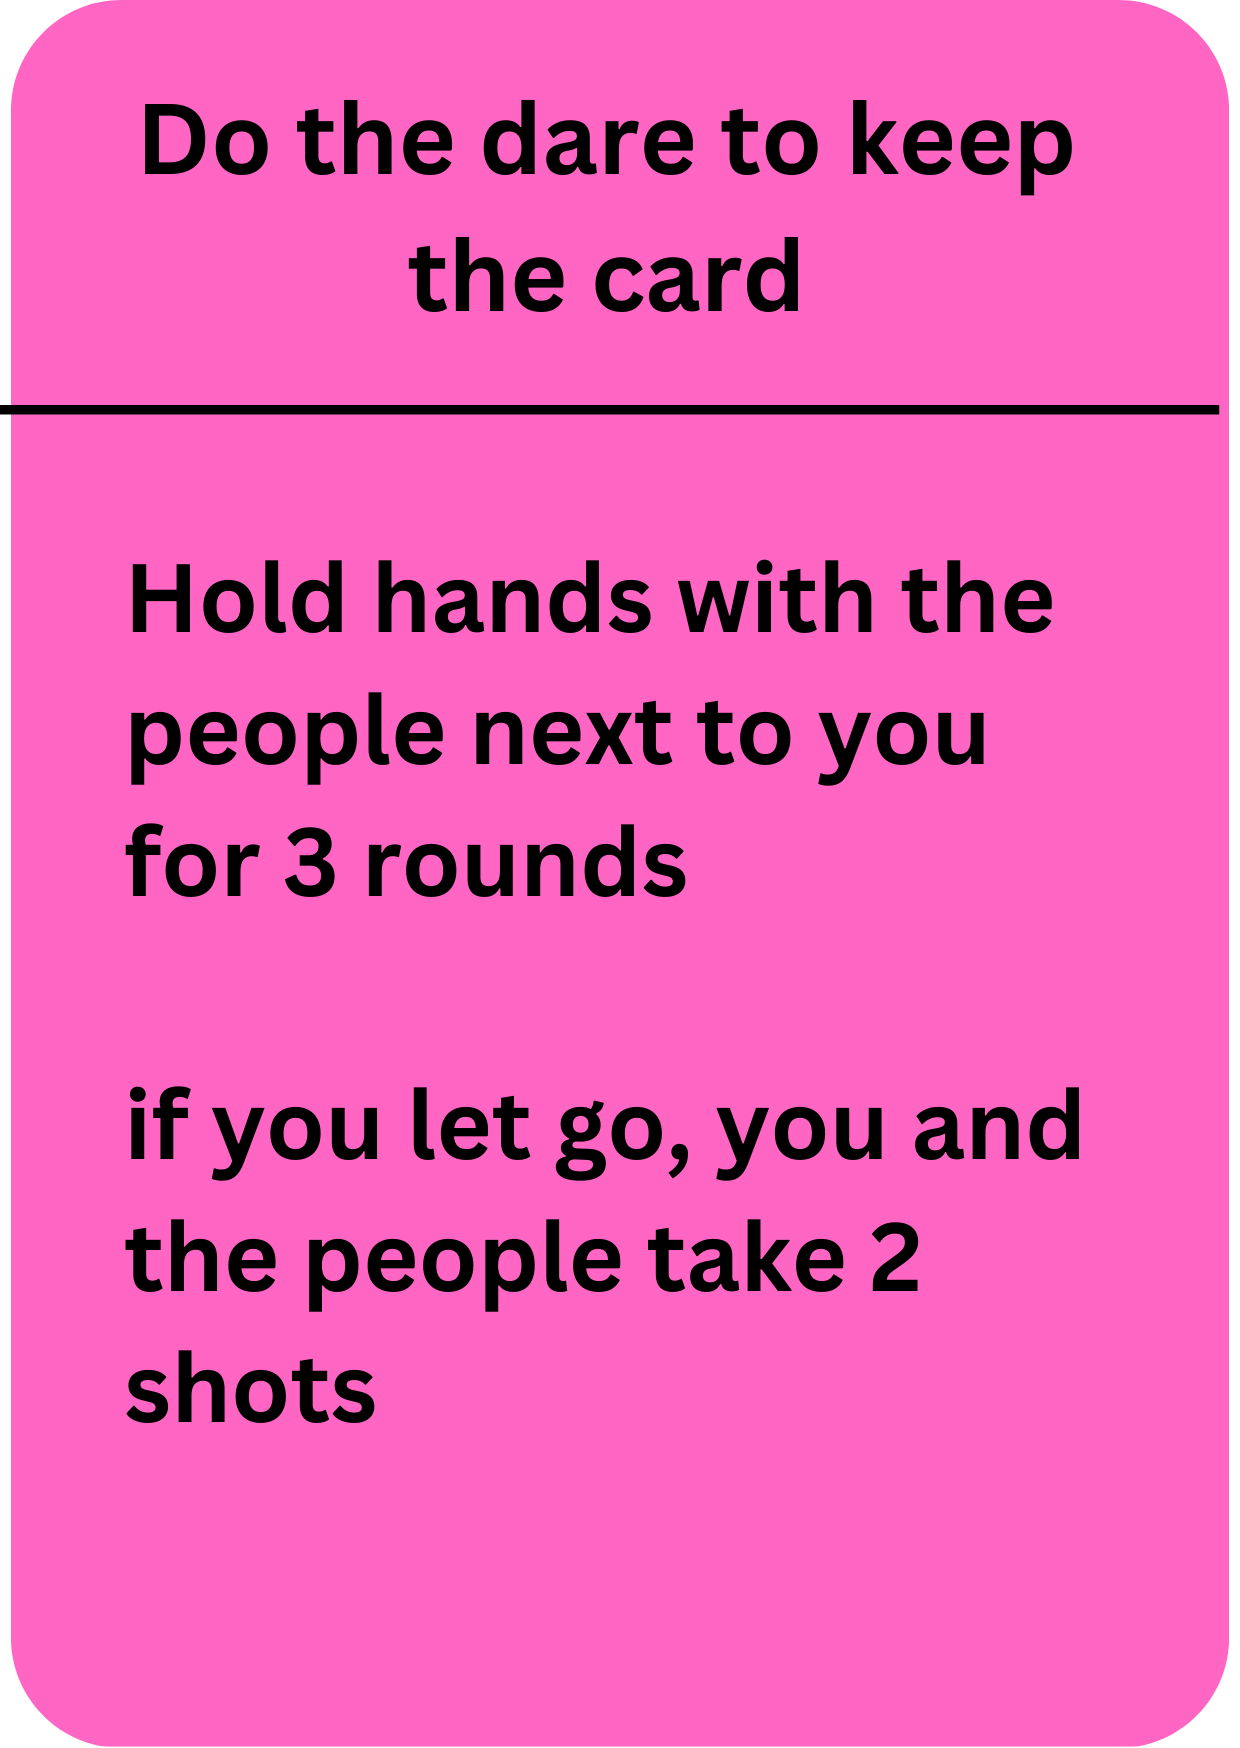 Do the dare to keep
the card
Hold hands with the
people next to you
for 3 rounds
if you let go, you and
the people take 2
shots